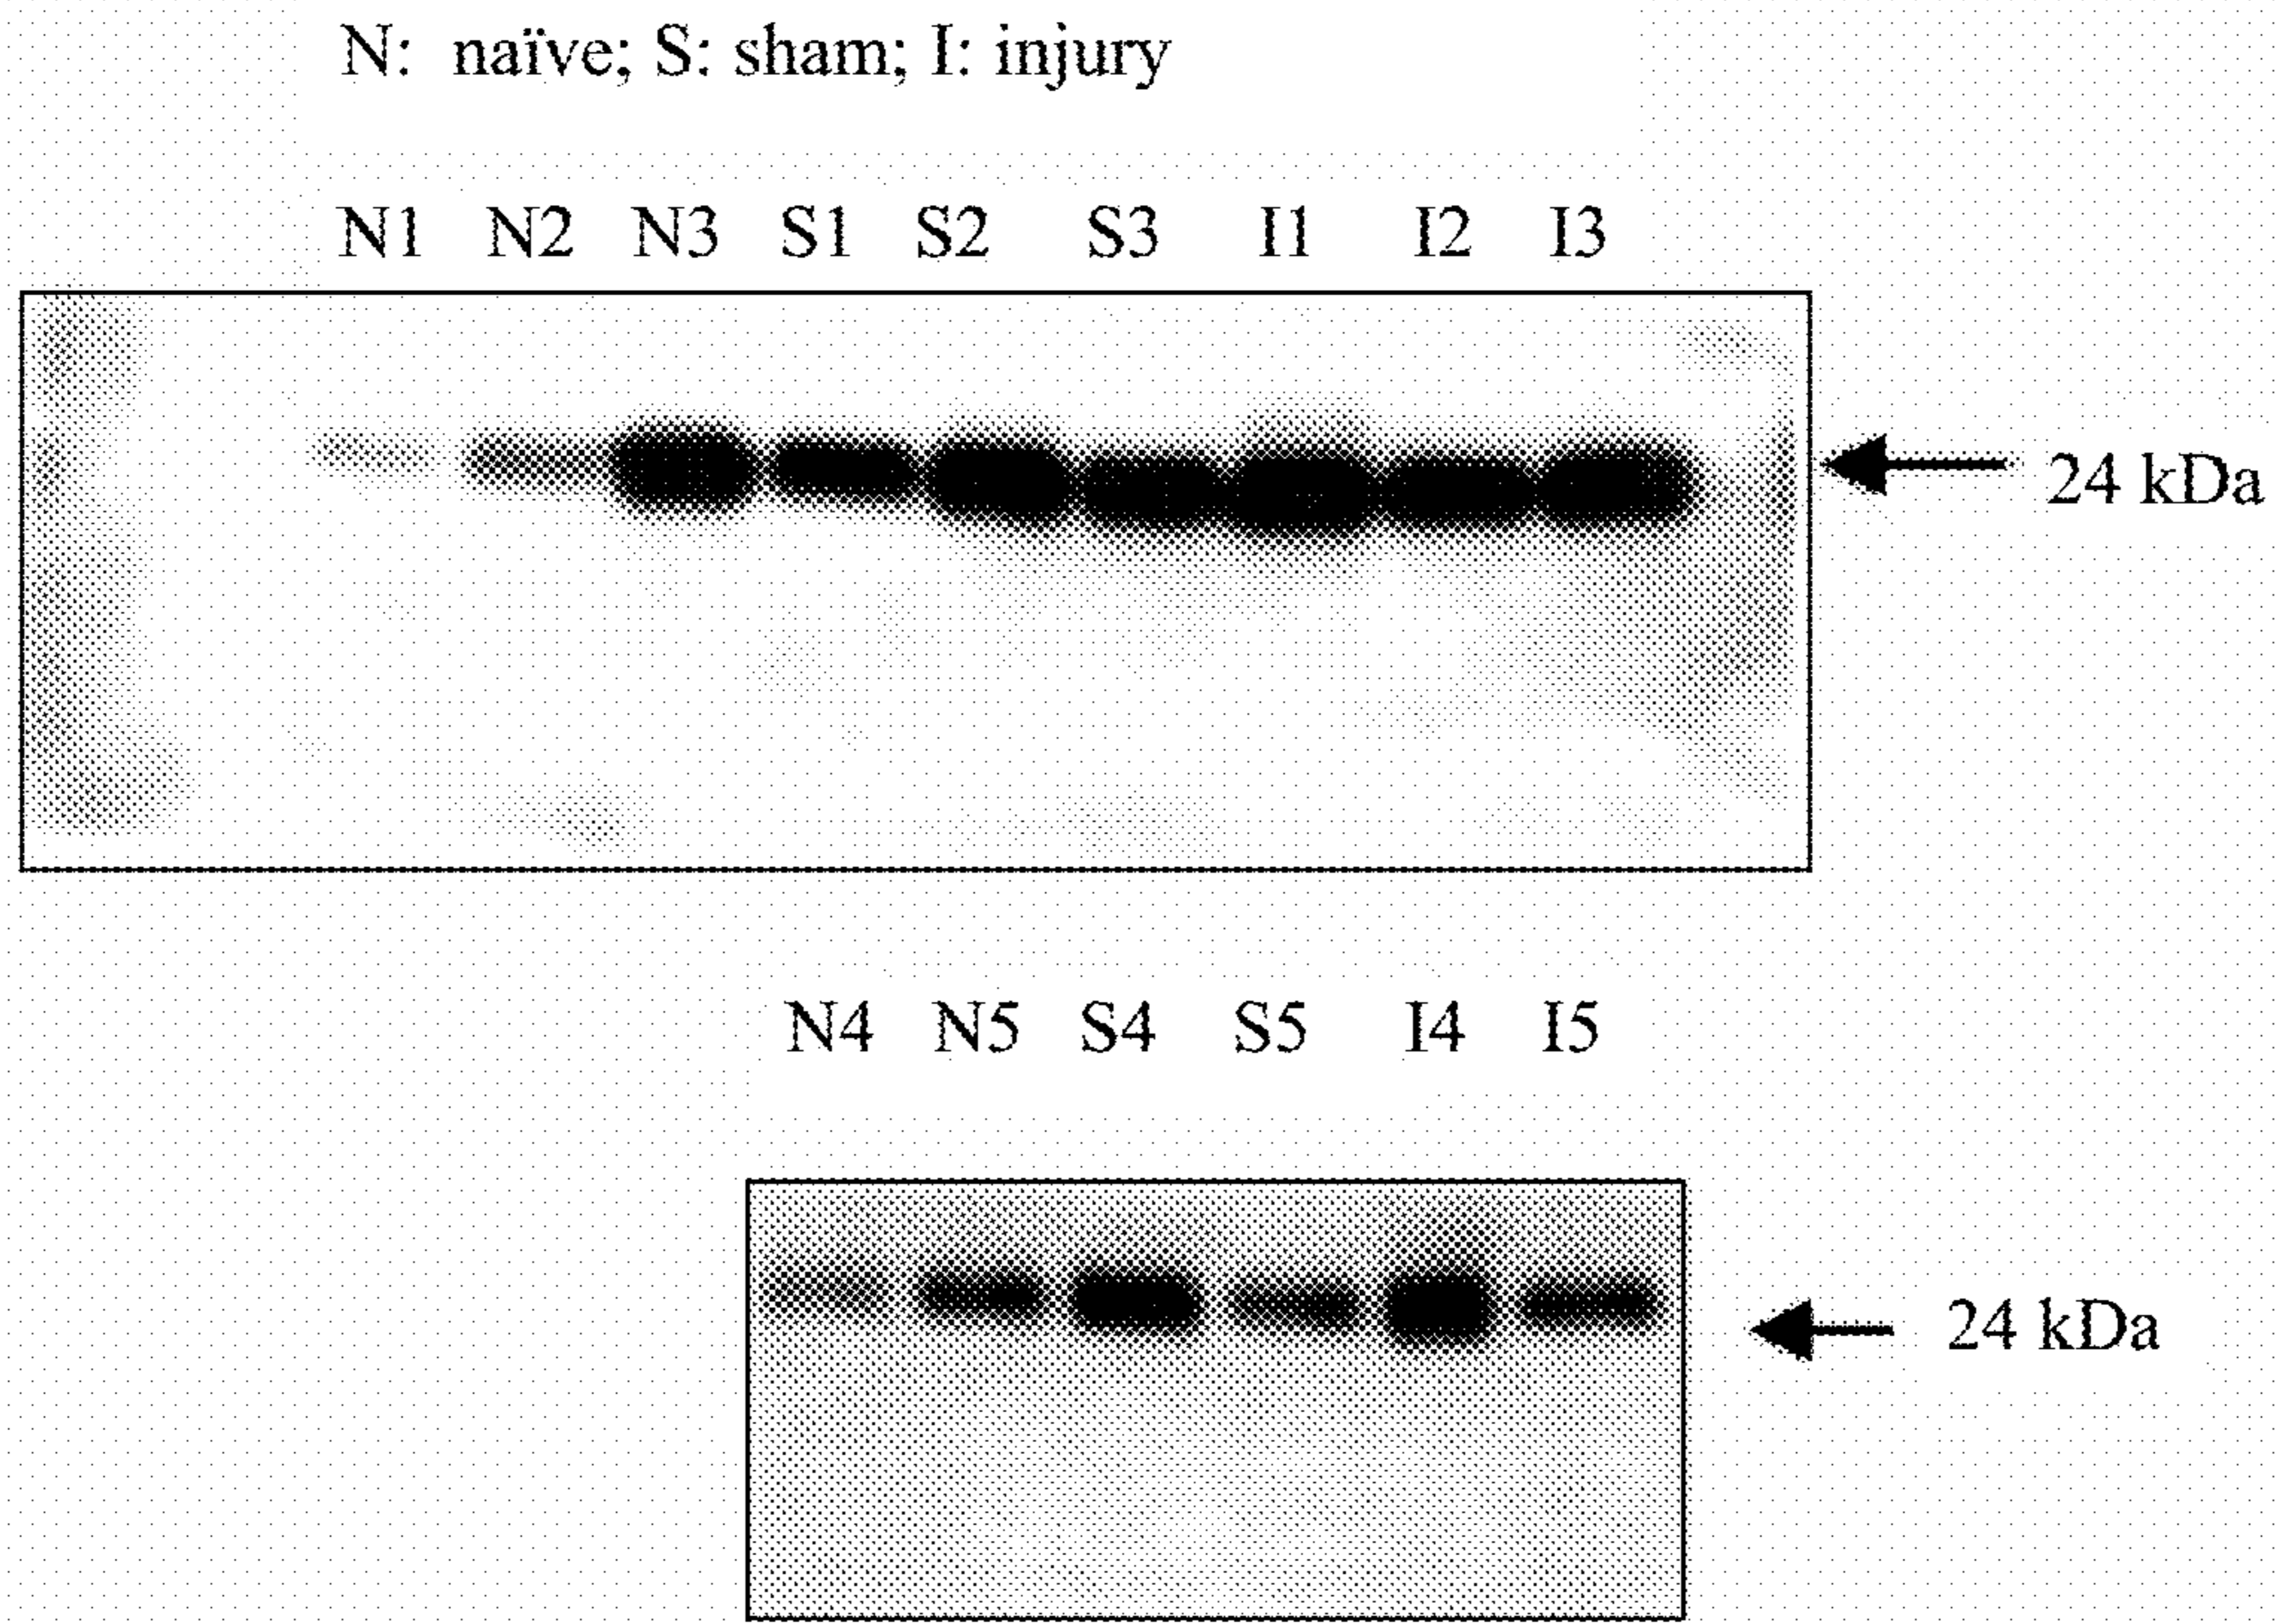 N: naïve; S: sham; I: injury
N1 N2 N3 S1 S2 S3 I1 I2 I3
24 kDa
N4 N5 S4 S5 I4 I5
24 kDa